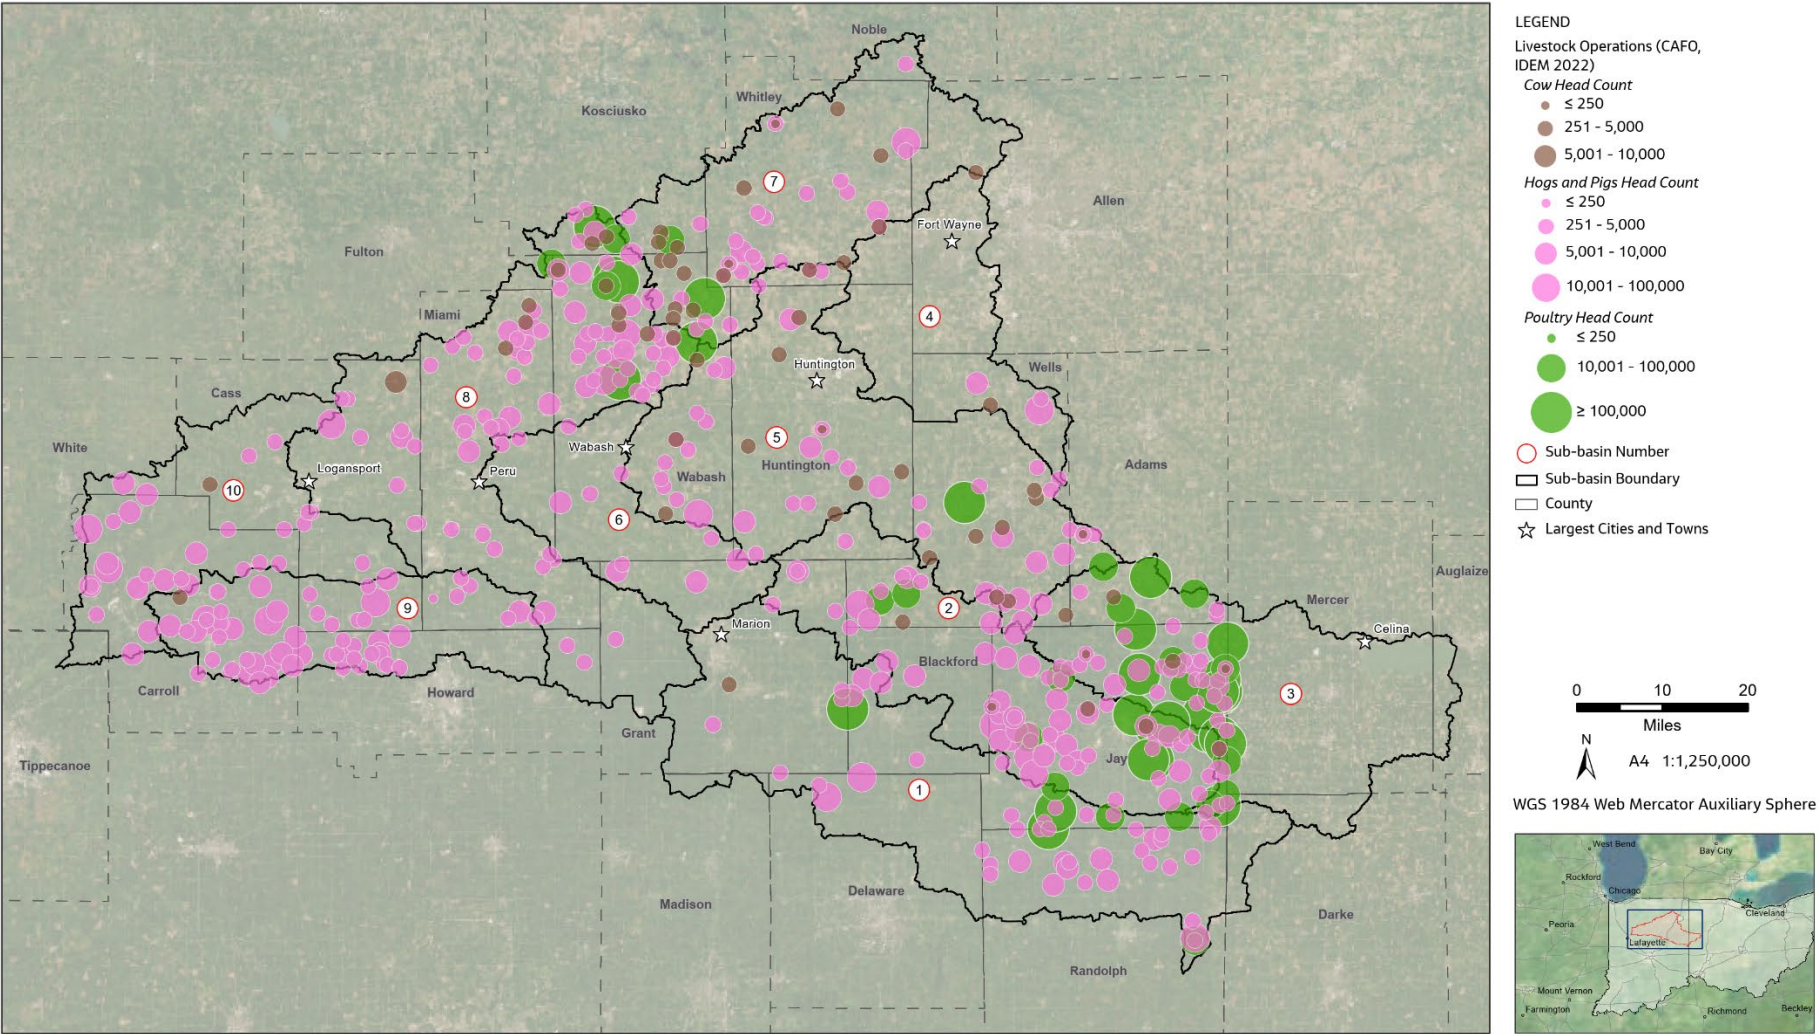 Noble
Whitley
Kosciusko
7
Allen
Fort Wayne
Fulton
Miami
4
Huntington
Wells
Cass
8
White
5
Wabash
Huntington
Adams
Logansport
Peru
Wabash
10
6
Auglaize
Mercer
9
2
Marion
Celina
Blackford
Carroll
Howard
3
Grant
Jay
Tippecanoe
1
Delaware
Madison
Darke
Randolph
LEGEND
Livestock Operations (CAFO,
IDEM 2022)
Cow Head Count
≤ 250
251 - 5,000
5,001 - 10,000
Hogs and Pigs Head Count
≤ 250
251 - 5,000
5,001 - 10,000
10,001 - 100,000
Poultry Head Count
≤ 250
10,001 - 100,000
≥ 100,000
Sub-basin Number
Sub-basin Boundary
County
Largest Cities and Towns
0 10 20
Miles
N
A4 1:1,250,000
WGS 1984 Web Mercator Auxiliary Sphere
West Bend
Bay City
Rockford
Chicago
Cleveland
Peoria
Lafayette
Mount Vernon
Farmington
Richmond
Beckley